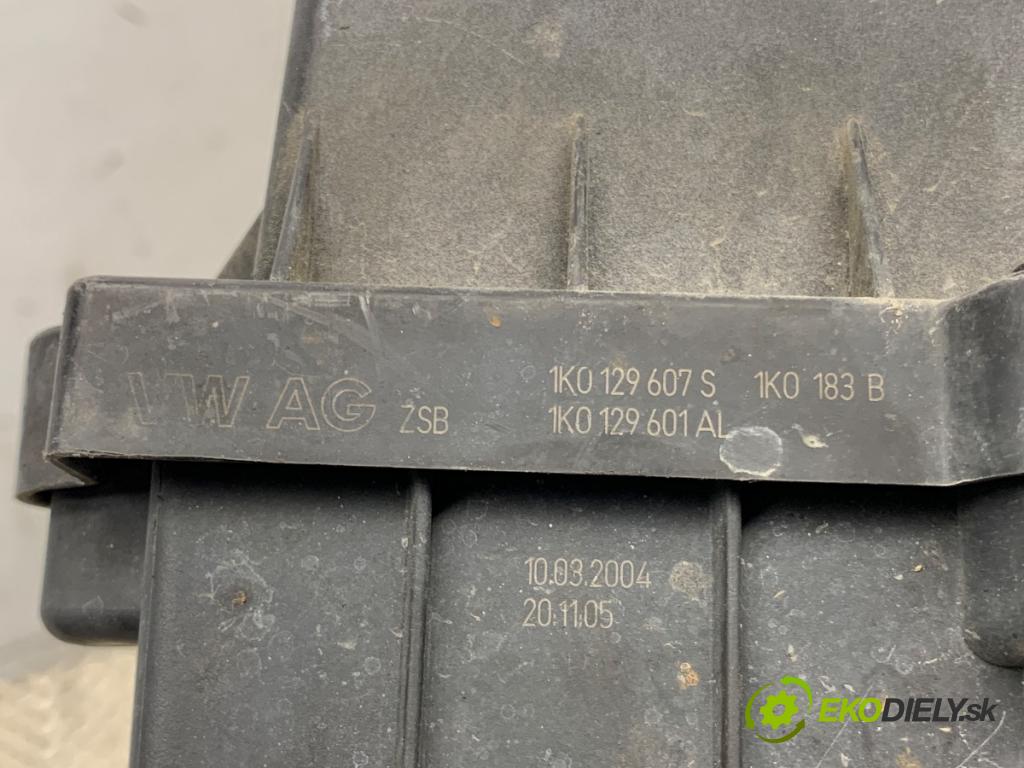 VW AG ZSB 1K0 129 607 S 1K0 183 B
1K0 129 601 AL
10.03.2004
20.11.05
EKODIELY.sk